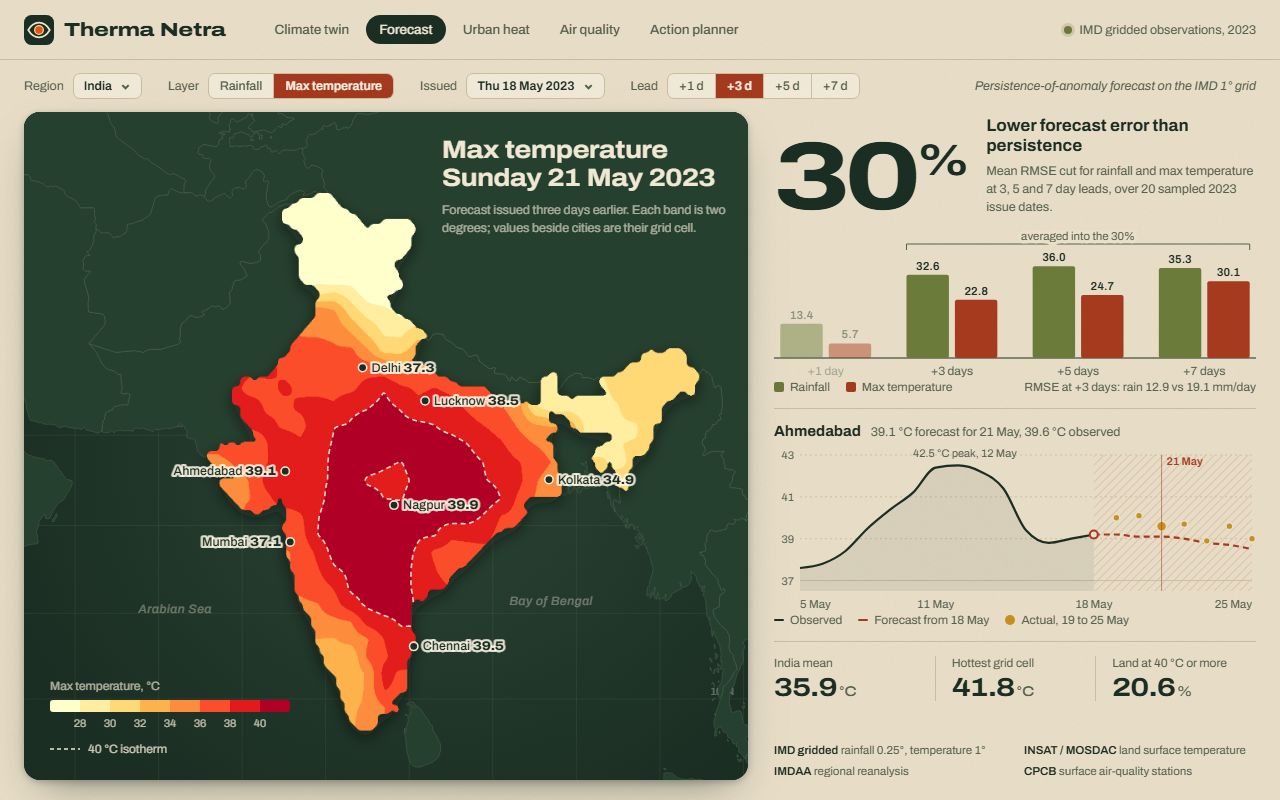 Therma Netra
Climate twin
Forecast
Urban heat
Air quality
Action planner
IMD gridded observations, 2023
Region
India
Layer
Rainfall
Max temperature
Issued
Thu 18 May 2023
Lead
+1 d
+3 d
+5 d
+7 d
Persistence-of-anomaly forecast on the IMD 1° grid
Max temperature
Sunday 21 May 2023
Forecast issued three days earlier. Each band is two
degrees; values beside cities are their grid cell.
Delhi 37.3
Lucknow 38.5
Ahmedabad 39.1
Kolkata 34.9
Nagpur 39.9
Mumbai 37.1
Arabian Sea
Bay of Bengal
Chennai 39.5
Max temperature, °C
28 30 32 34 36 38 40
40 °C isotherm
30%
Lower forecast error than
persistence
Mean RMSE cut for rainfall and max temperature
at 3, 5 and 7 day leads, over 20 sampled 2023
issue dates.
averaged into the 30%
13.4
5.7
32.6
22.8
36.0
24.7
35.3
30.1
+1 day
+3 days
+5 days
+7 days
Rainfall
Max temperature
RMSE at +3 days: rain 12.9 vs 19.1 mm/day
Ahmedabad 39.1 °C forecast for 21 May, 39.6 °C observed
42.5 °C peak, 12 May
21 May
43
41
39
37
5 May
11 May
18 May
25 May
Observed
Forecast from 18 May
Actual, 19 to 25 May
India mean
35.9 °C
Hottest grid cell
41.8 °C
Land at 40 °C or more
20.6 %
IMD gridded rainfall 0.25°, temperature 1°
INSAT / MOSDAC land surface temperature
IMDAA regional reanalysis
CPCB surface air-quality stations